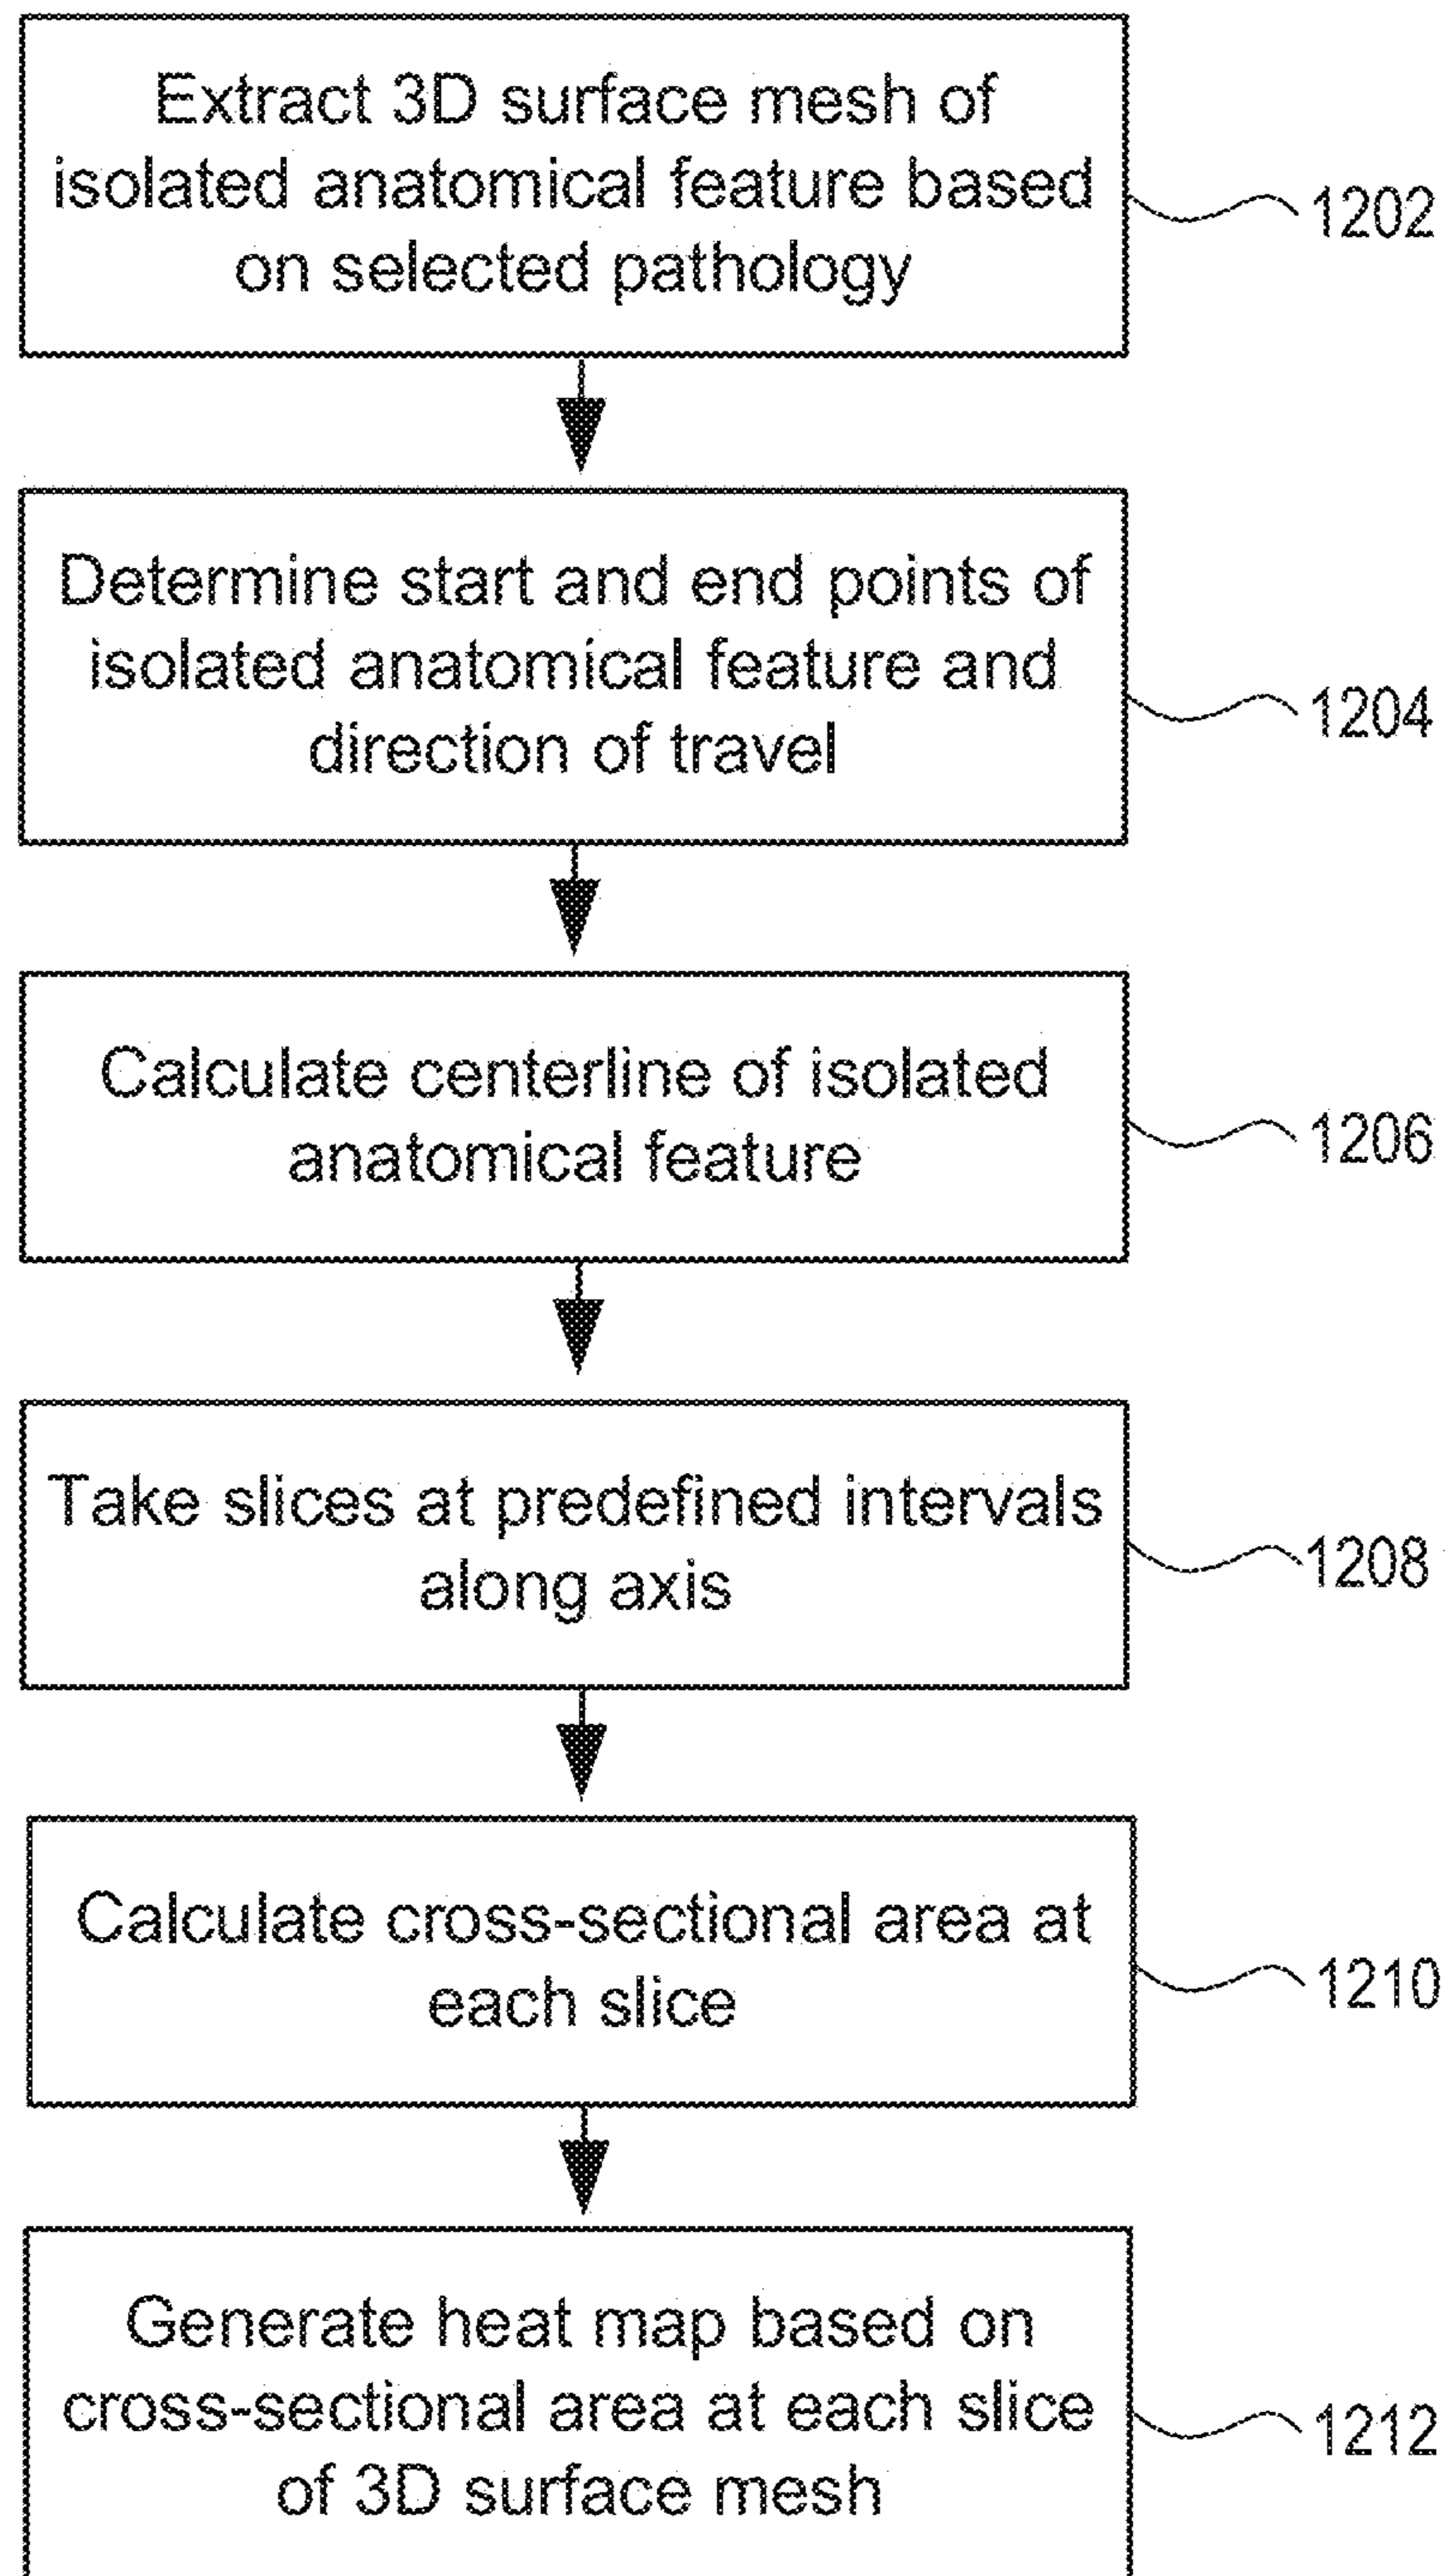 Extract 3D surface mesh of
isolated anatomical feature based
on selected pathology
1202
Determine start and end points of
isolated anatomical feature and
direction of travel
1204
Calculate centerline of isolated
anatomical feature
1206
Take slices at predefined intervals
along axis
1208
Calculate cross-sectional area at
each slice
1210
Generate heat map based on
cross-sectional area at each slice
of 3D surface mesh
1212